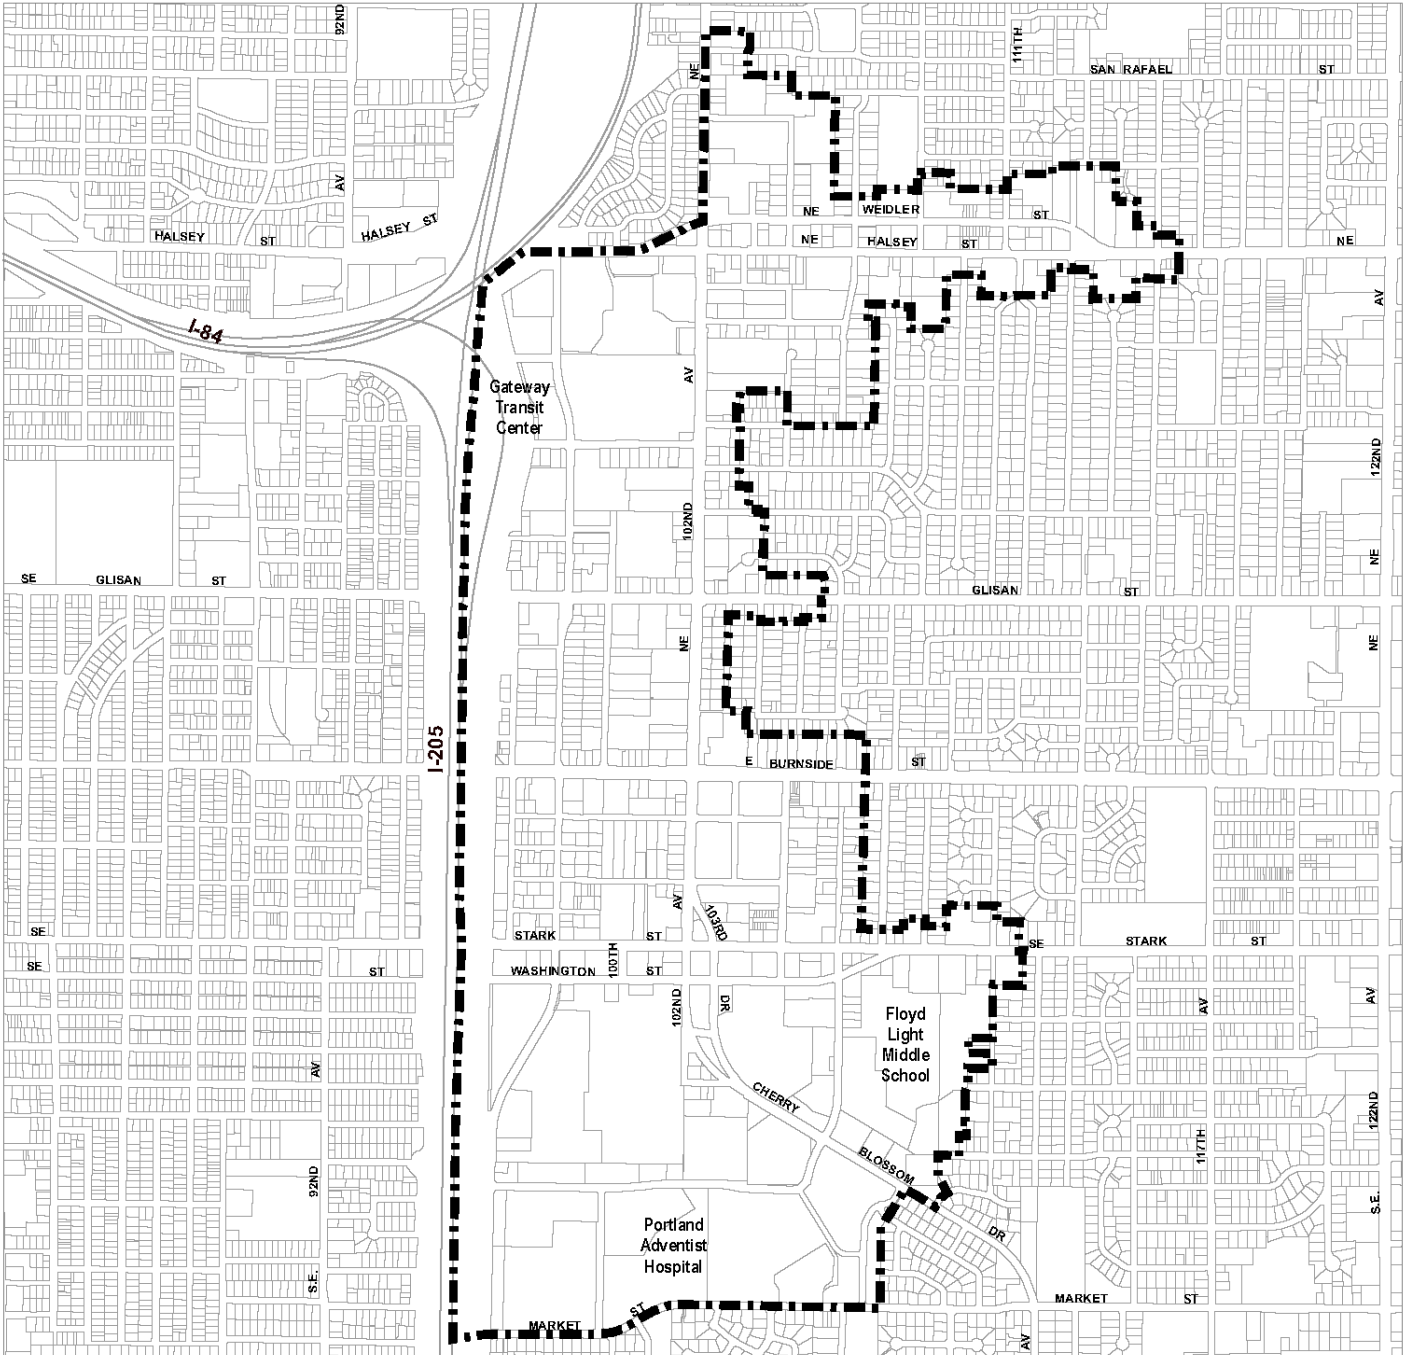 92ND
NE
111TH
SAN RAFAEL
ST
AV
NE
WEIDLER
ST
HALSEY
ST
HALSEY
ST
NE
HALSEY
ST
NE
AV
I-84
Gateway
Transit
Center
AV
122ND
102ND
NE
SE
GLISAN
ST
GLISAN
ST
NE
NE
I-205
E
BURNSIDE
ST
AV
103RD
SE
STARK
ST
SE
STARK
ST
SE
ST
WASHINGTON
100TH
ST
102ND
DR
AV
AV
Floyd
Light
Middle
School
AV
CHERRY
122ND
117TH
BLOSSOM
92ND
S.E.
DR
Portland
Adventist
Hospital
S.E.
MARKET
ST
MARKET
ST
AV